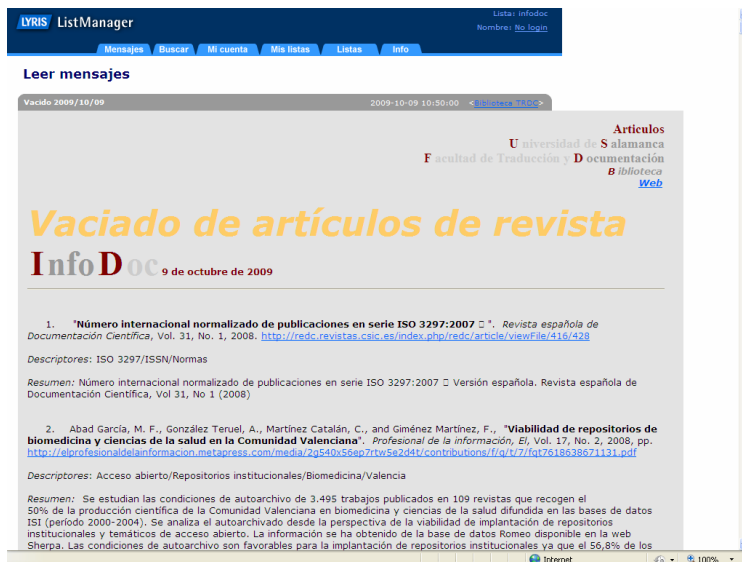 LYRIS ListManager
Lista: infodoc
Nombre: No login
Mensajes Buscar Mi cuenta Mis listas Listas Info
Leer mensajes
Vacido 2009/10/09 2009-10-09 10:50:00 <Biblioteca TRDC>
Articulos
U niversidad de S alamanca
F acultad de Traducción y D ocumentación
B iblioteca
Web
Vaciado de artículos de revista
InfoDoc 9 de octubre de 2009
1. "Número internacional normalizado de publicaciones en serie ISO 3297:2007 ". Revista española de
Documentación Científica, Vol. 31, No. 1, 2008. http://redc.revistas.csic.es/index.php/redc/article/viewFile/416/428
Descriptores: ISO 3297/ISSN/Normas
Resumen: Número internacional normalizado de publicaciones en serie ISO 3297:2007 Versión española. Revista española de
Documentación Científica, Vol 31, No 1 (2008)
2. Abad García, M. F., González Teruel, A., Martínez Catalán, C., and Giménez Martínez, F., "Viabilidad de repositorios de
biomedicina y ciencias de la salud en la Comunidad Valenciana". Profesional de la información, El, Vol. 17, No. 2, 2008, pp.
http://elprofesionaldelainformacion.metapress.com/media/2g540x56ep7rtw5e2d4t/contributions/f/q/t/7/fqt7618638671131.pdf
Descriptores: Acceso abierto/Repositorios institucionales/Biomedicina/Valencia
Resumen: Se estudian las condiciones de autoarchivo de 3.495 trabajos publicados en 109 revistas que recogen el
50% de la producción científica de la Comunidad Valenciana en biomedicina y ciencias de la salud difundida en las bases de datos
ISI (período 2000-2004). Se analiza el autoarchivado desde la perspectiva de la viabilidad de implantación de repositorios
institucionales y temáticos de acceso abierto. La información se ha obtenido de la base de datos Romeo disponible en la web
Sherpa. Las condiciones de autoarchivo son favorables para la implantación de repositorios institucionales ya que el 56,8% de los
Internet 100%